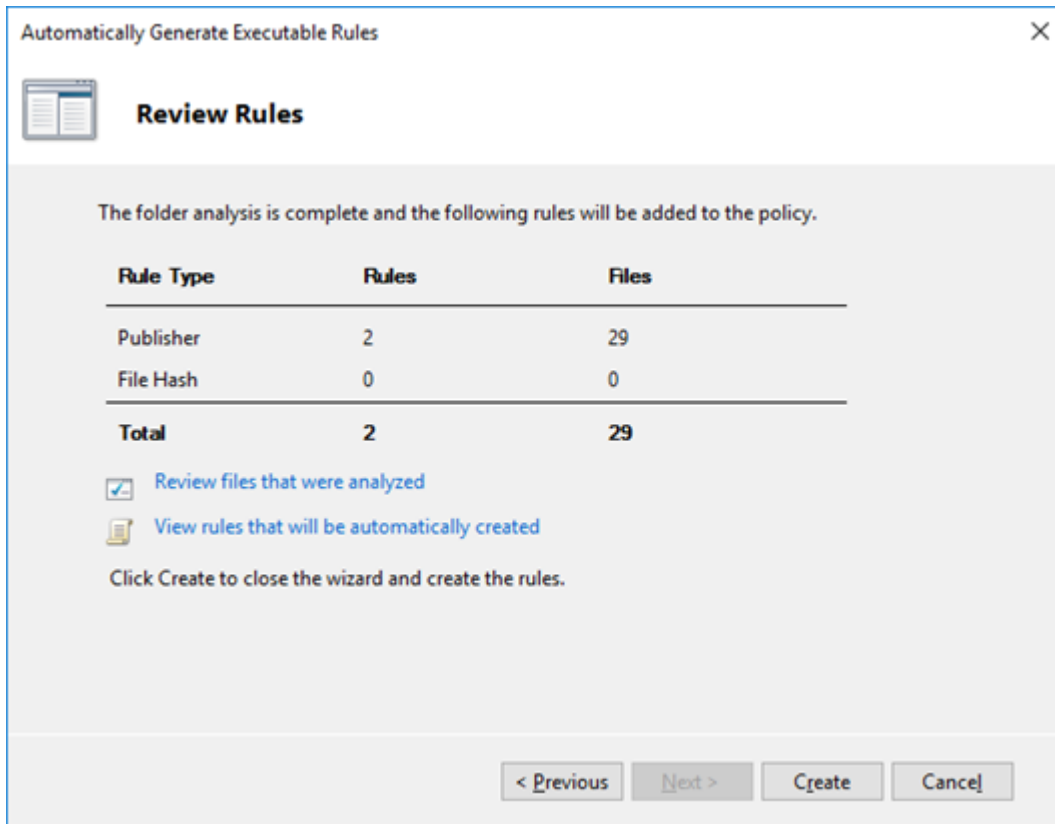 Automatically Generate Executable Rules
Review Rules
The folder analysis is complete and the following rules will be added to the policy.
Rule Type Rules Files
Publisher 2 29
File Hash 0 0
Total 2 29
Review files that were analyzed
View rules that will be automatically created
Click Create to close the wizard and create the rules.
< Previous Next > Create Cancel